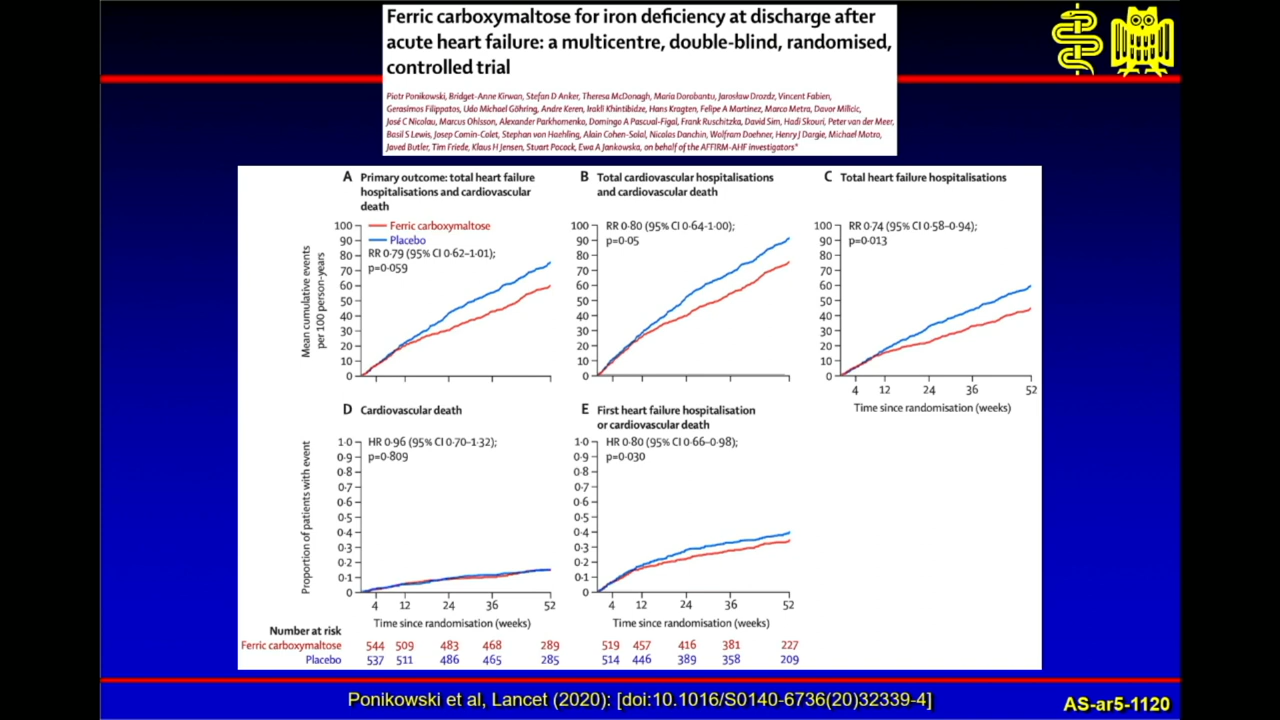 Ferric carboxymaltose for iron deficiency at discharge after
acute heart failure: a multicentre, double-blind, randomised,
controlled trial
Piotr Ponikowski, Bridget-Anne Kirwan, Stefan D Anker, Theresa McDonagh, Maria Dorobantu, Jarosław Drozdz, Vincent Fabien,
Gerasimos Filippatos, Udo Michael Göhring, Andre Keren, Irakli Khintibidze, Hans Kragten, Felipe A Martinez, Marco Metra, Davor Milicic,
José C Nicolau, Marcus Ohlsson, Alexander Parkhomenko, Domingo A Pascual-Figal, Frank Ruschitzka, David Sim, Hadi Skouri, Peter van der Meer,
Basil S Lewis, Josep Comin-Colet, Stephan von Haehling, Alain Cohen-Solal, Nicolas Danchin, Wolfram Doehner, Henry J Dargie, Michael Motro,
Javed Butler, Tim Friede, Klaus H Jensen, Stuart Pocock, Ewa A Jankowska, on behalf of the AFFIRM-AHF investigators*
A Primary outcome: total heart failure
hospitalisations and cardiovascular
death
Mean cumulative events
per 100 person-years
100
90
80
70
60
50
40
30
20
10
0
Ferric carboxymaltose
Placebo
RR 0·79 (95% CI 0·62–1·01);
p=0·059
B Total cardiovascular hospitalisations
and cardiovascular death
100
90
80
70
60
50
40
30
20
10
0
RR 0·80 (95% CI 0·64–1·00);
p=0·05
C Total heart failure hospitalisations
100
90
80
70
60
50
40
30
20
10
0
RR 0·74 (95% CI 0·58–0·94);
p=0·013
4 12 24 36 52
Time since randomisation (weeks)
D Cardiovascular death
Proportion of patients with event
1·0
0·9
0·8
0·7
0·6
0·5
0·4
0·3
0·2
0·1
0
HR 0·96 (95% CI 0·70–1·32);
p=0·809
4 12 24 36 52
Time since randomisation (weeks)
E First heart failure hospitalisation
or cardiovascular death
1·0
0·9
0·8
0·7
0·6
0·5
0·4
0·3
0·2
0·1
0
HR 0·80 (95% CI 0·66–0·98);
p=0·030
4 12 24 36 52
Time since randomisation (weeks)
Number at risk
Ferric carboxymaltose 544 509 483 468 289 519 457 416 381 227
Placebo 537 511 486 465 285 514 446 389 358 209
Ponikowski et al, Lancet (2020): [doi:10.1016/S0140-6736(20)32339-4]
AS-ar5-1120